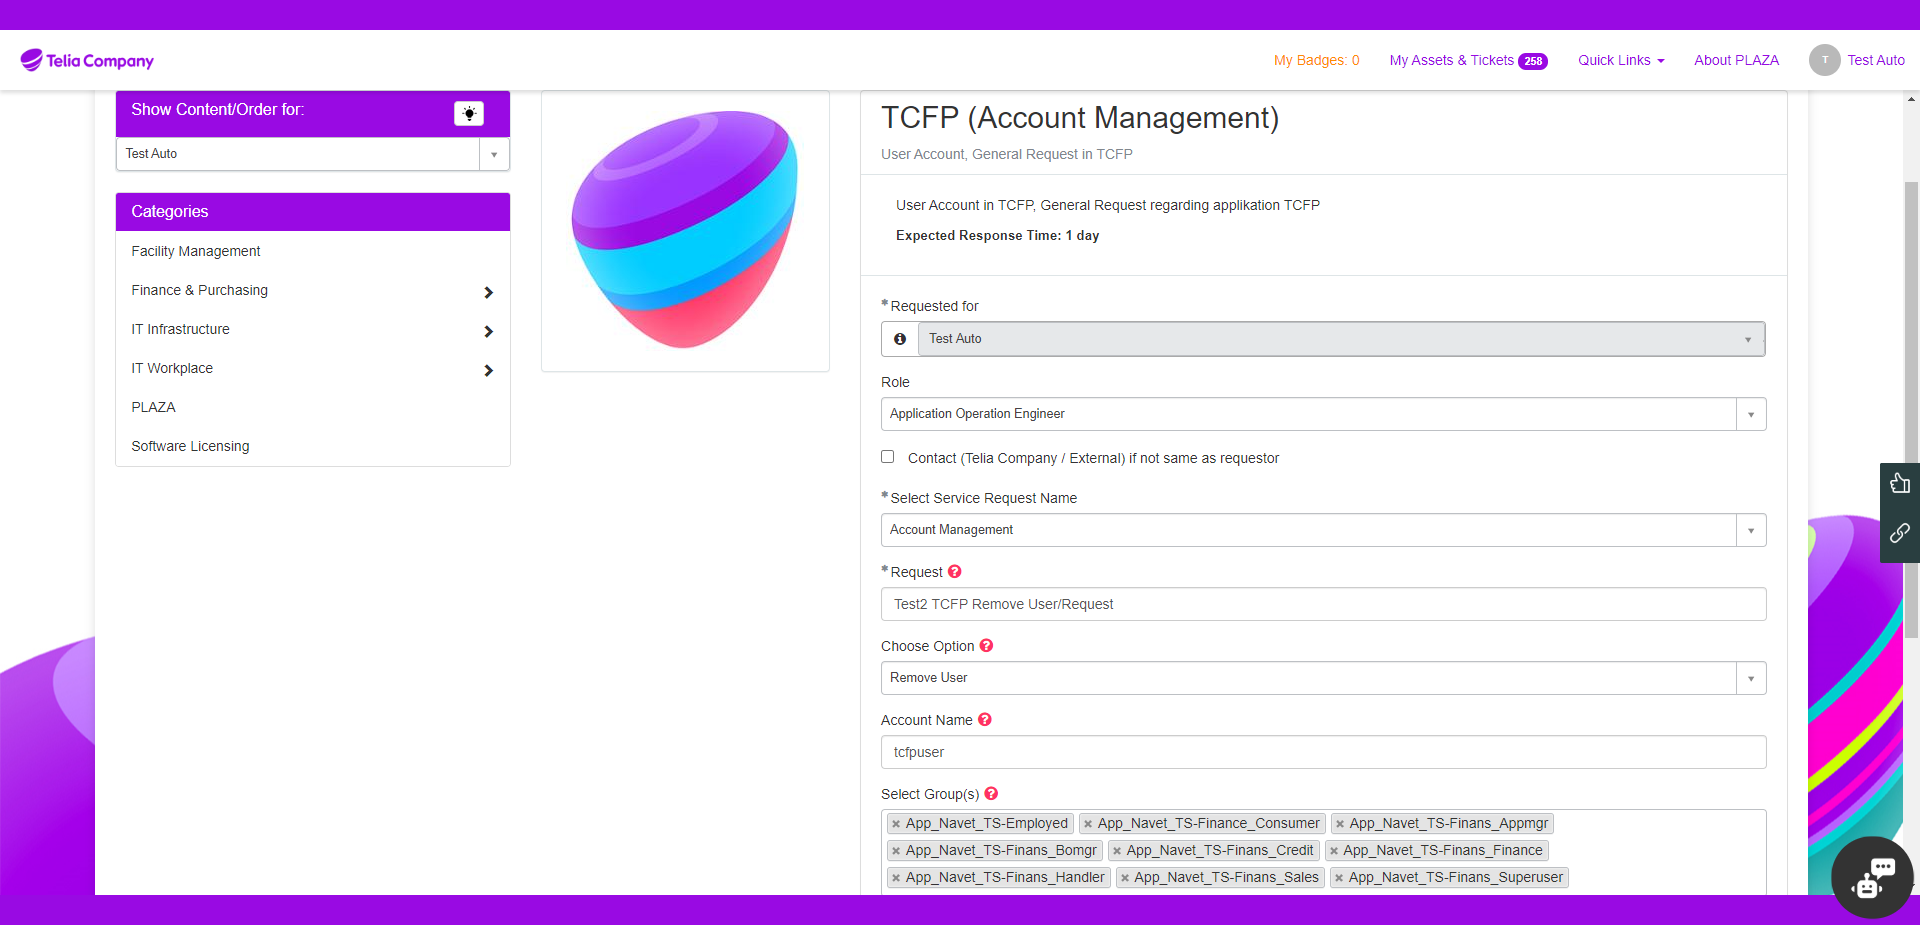 Telia Company
My Badges: 0
My Assets & Tickets 258
Quick Links
About PLAZA
T
Test Auto
Show Content/Order for:
Test Auto
Categories
Facility Management
Finance & Purchasing
IT Infrastructure
IT Workplace
PLAZA
Software Licensing
TCFP (Account Management)
User Account, General Request in TCFP
User Account in TCFP, General Request regarding applikation TCFP
Expected Response Time: 1 day
* Requested for
Test Auto
Role
Application Operation Engineer
Contact (Telia Company / External) if not same as requestor
* Select Service Request Name
Account Management
* Request ?
Test2 TCFP Remove User/Request
Choose Option ?
Remove User
Account Name ?
tcfpuser
Select Group(s) ?
× App_Navet_TS-Employed × App_Navet_TS-Finance_Consumer × App_Navet_TS-Finans_Appmgr
× App_Navet_TS-Finans_Bomgr × App_Navet_TS-Finans_Credit × App_Navet_TS-Finans_Finance
× App_Navet_TS-Finans_Handler × App_Navet_TS-Finans_Sales × App_Navet_TS-Finans_Superuser